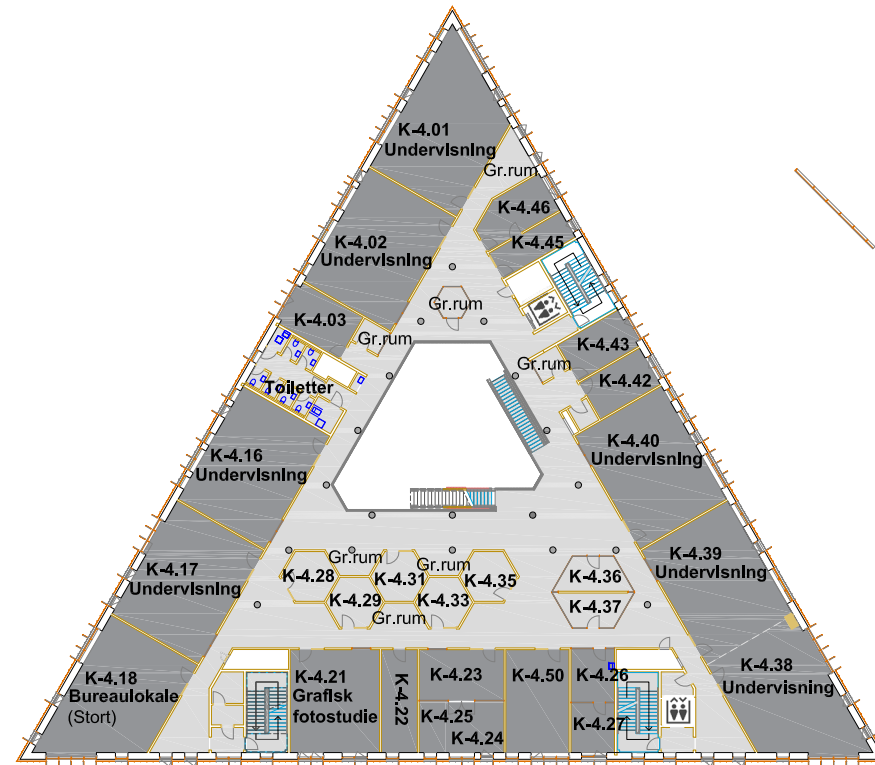 K-4.01
Undervisning
Gr.rum
K-4.46
K-4.02
Undervisning
K-4.45
Gr.rum
K-4.03
Gr.rum
K-4.43
Gr.rum
K-4.42
Toiletter
K-4.16
Undervisning
K-4.40
Undervisning
K-4.39
Undervisning
K-4.17
Undervisning
Gr.rum
Gr.rum
K-4.28
K-4.31
K-4.35
K-4.36
K-4.29
K-4.33
K-4.37
Gr.rum
K-4.18
Bureaulokale
(Stort)
K-4.21
Grafisk
fotostudie
K-4.22
K-4.23
K-4.25
K-4.24
K-4.50
K-4.26
K-4.27
K-4.38
Undervisning